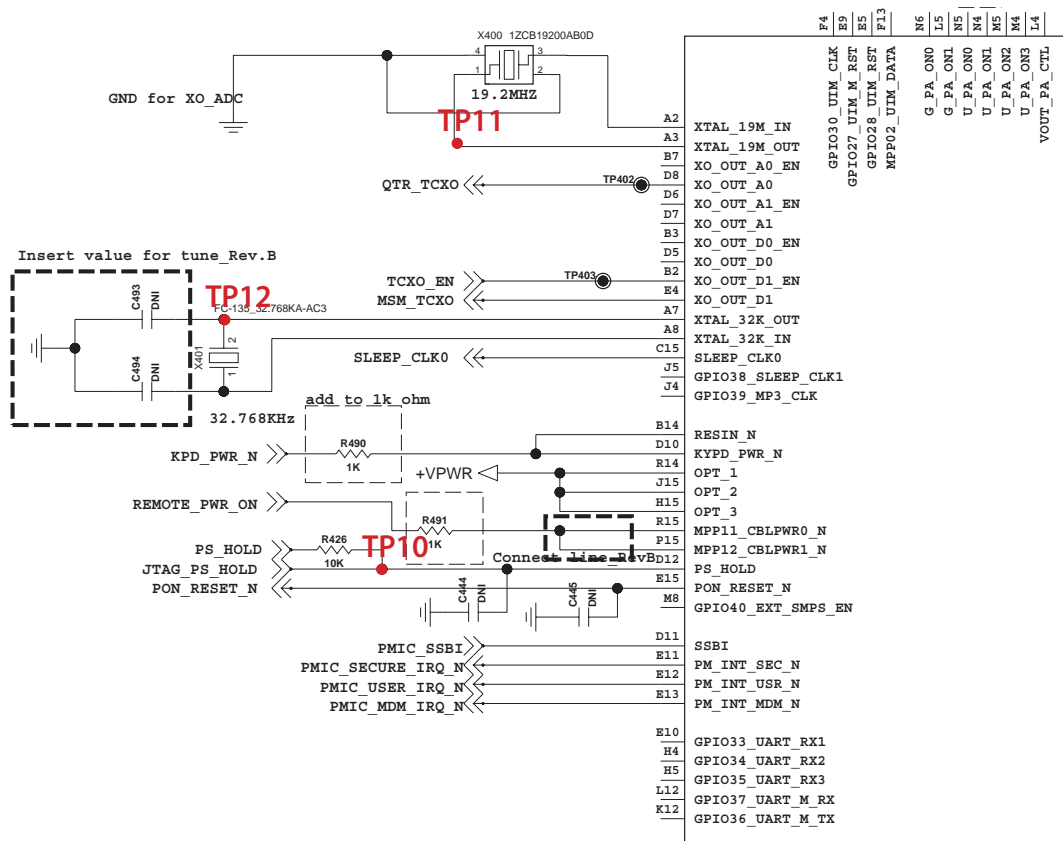 F4
E9
E5
F13
N6
L5
N5
N4
M5
M4
L4
GPIO30_UIM_CLK
GPIO27_UIM_M_RST
GPIO28_UIM_RST
MPP02_UIM_DATA
G_PA_ON0
G_PA_ON1
U_PA_ON0
U_PA_ON1
U_PA_ON2
U_PA_ON3
VOUT_PA_CTL
X400 1ZCB19200AB0D
4
3
1
2
19.2MHZ
GND for XO_ADC
TP11
A2 XTAL_19M_IN
A3 XTAL_19M_OUT
B7 XO_OUT_A0_EN
QTR_TCXO TP402 D8 XO_OUT_A0
D6 XO_OUT_A1_EN
D7 XO_OUT_A1
B3 XO_OUT_D0_EN
D5 XO_OUT_D0
TCXO_EN TP403 B2 XO_OUT_D1_EN
MSM_TCXO E4 XO_OUT_D1
Insert value for tune_Rev.B
C493
DNI
TP12
FC-135_32.768KA-AC3
A7 XTAL_32K_OUT
A8 XTAL_32K_IN
2
X401
1
C494
DNI
32.768KHz
SLEEP_CLK0 C15 SLEEP_CLK0
J5 GPIO38_SLEEP_CLK1
J4 GPIO39_MP3_CLK
add to 1k ohm
B14 RESIN_N
KPD_PWR_N R490 1K D10 KYPD_PWR_N
+VPWR R14 OPT_1
J15 OPT_2
H15 OPT_3
REMOTE_PWR_ON R491 1K R15 MPP11_CBLPWR0_N
P15 MPP12_CBLPWR1_N
Connect line_RevB
PS_HOLD R426 10K TP10
JTAG_PS_HOLD D12 PS_HOLD
PON_RESET_N E15 PON_RESET_N
C444
DNI
C445
DNI
M8 GPIO40_EXT_SMPS_EN
PMIC_SSBI D11 SSBI
PMIC_SECURE_IRQ_N E11 PM_INT_SEC_N
PMIC_USER_IRQ_N E12 PM_INT_USR_N
PMIC_MDM_IRQ_N E13 PM_INT_MDM_N
E10 GPIO33_UART_RX1
H4 GPIO34_UART_RX2
H5 GPIO35_UART_RX3
L12 GPIO37_UART_M_RX
K12 GPIO36_UART_M_TX